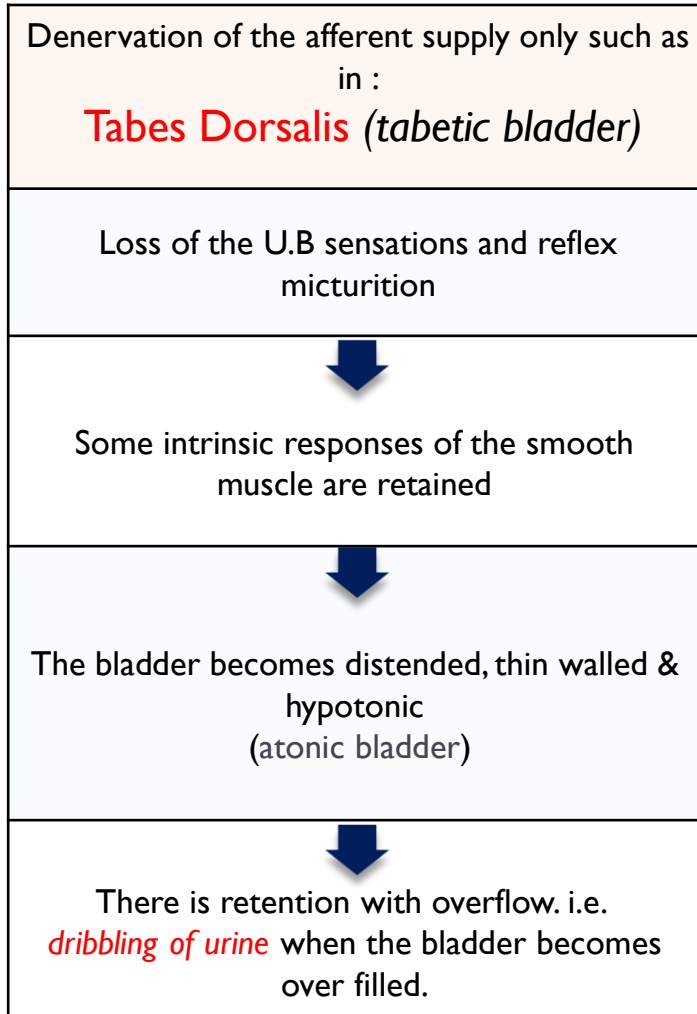 Denervation of the afferent supply only such as
in :
Tabes Dorsalis (tabetic bladder)
Loss of the U.B sensations and reflex
micturition
Some intrinsic responses of the smooth
muscle are retained
The bladder becomes distended, thin walled &
hypotonic
(atonic bladder)
There is retention with overflow. i.e.
dribbling of urine when the bladder becomes
over filled.